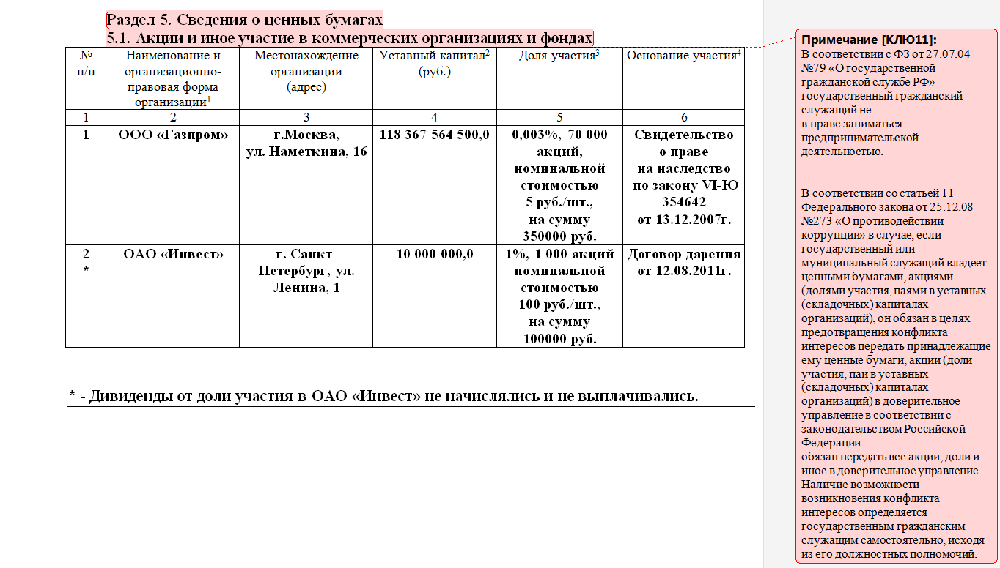 Раздел 5. Сведения о ценных бумагах
5.1. Акции и иное участие в коммерческих организациях и фондах
№
п/п
Наименование и
организационно-
правовая форма
организации1
Местонахождение
организации
(адрес)
Уставный капитал2
(руб.)
Доля участия3
Основание участия4
1
2
3
4
5
6
1
ООО «Газпром»
г.Москва,
ул. Наметкина, 16
118 367 564 500,0
0,003%, 70 000
акций,
номинальной
стоимостью
5 руб./шт.,
на сумму
350000 руб.
Свидетельство
о праве
на наследство
по закону VI-Ю
354642
от 13.12.2007г.
2
*
ОАО «Инвест»
г. Санкт-
Петербург, ул.
Ленина, 1
10 000 000,0
1%, 1 000 акций
номинальной
стоимостью
100 руб./шт.,
на сумму
100000 руб.
Договор дарения
от 12.08.2011г.
* - Дивиденды от доли участия в ОАО «Инвест» не начислялись и не выплачивались.
Примечание [КЛЮ11]:
В соответствии с ФЗ от 27.07.04
№79 «О государственной
гражданской службе РФ»
государственный гражданский
служащий не
в праве заниматься
предпринимательской
деятельностью.
В соответствии со статьей 11
Федерального закона от 25.12.08
№273 «О противодействии
коррупции» в случае, если
государственный или
муниципальный служащий владеет
ценными бумагами, акциями
(долями участия, паями в уставных
(складочных) капиталах
организаций), он обязан в целях
предотвращения конфликта
интересов передать принадлежащие
ему ценные бумаги, акции (доли
участия, паи в уставных
(складочных) капиталах
организаций) в доверительное
управление в соответствии с
законодательством Российской
Федерации.
обязан передать все акции, доли и
иное в доверительное управление.
Наличие возможности
возникновения конфликта
интересов определяется
государственным гражданским
служащим самостоятельно, исходя
из его должностных полномочий.